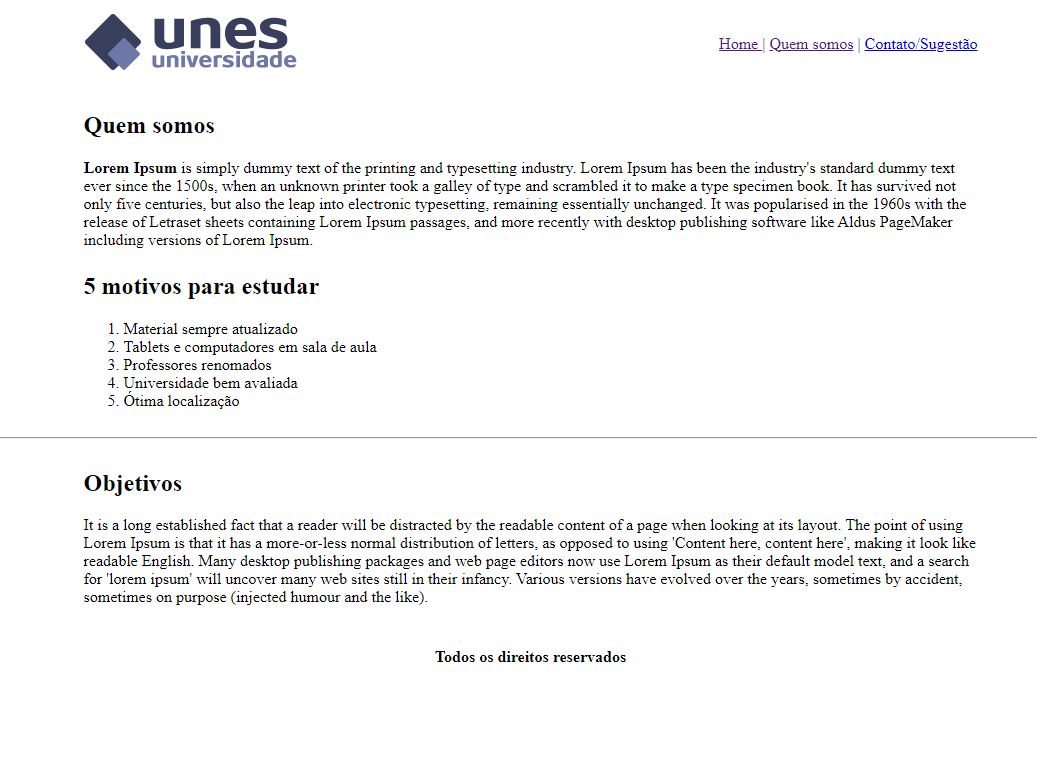 unes
universidade
Home | Quem somos | Contato/Sugestão
Quem somos
Lorem Ipsum is simply dummy text of the printing and typesetting industry. Lorem Ipsum has been the industry's standard dummy text
ever since the 1500s, when an unknown printer took a galley of type and scrambled it to make a type specimen book. It has survived not
only five centuries, but also the leap into electronic typesetting, remaining essentially unchanged. It was popularised in the 1960s with the
release of Letraset sheets containing Lorem Ipsum passages, and more recently with desktop publishing software like Aldus PageMaker
including versions of Lorem Ipsum.
5 motivos para estudar
1. Material sempre atualizado
2. Tablets e computadores em sala de aula
3. Professores renomados
4. Universidade bem avaliada
5. Ótima localização
Objetivos
It is a long established fact that a reader will be distracted by the readable content of a page when looking at its layout. The point of using
Lorem Ipsum is that it has a more-or-less normal distribution of letters, as opposed to using 'Content here, content here', making it look like
readable English. Many desktop publishing packages and web page editors now use Lorem Ipsum as their default model text, and a search
for 'lorem ipsum' will uncover many web sites still in their infancy. Various versions have evolved over the years, sometimes by accident,
sometimes on purpose (injected humour and the like).
Todos os direitos reservados